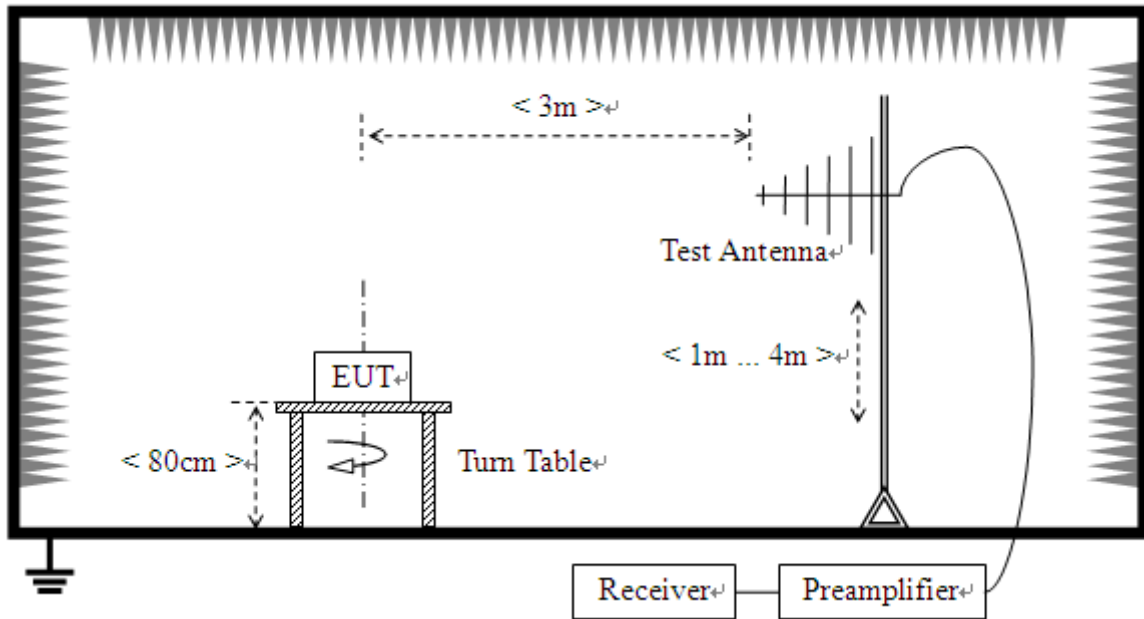 < 3m >↵
Test Antenna↵
< 1m ... 4m >↵
EUT↵
< 80cm >↵
Turn Table↵
Receiver↵
Preamplifier↵